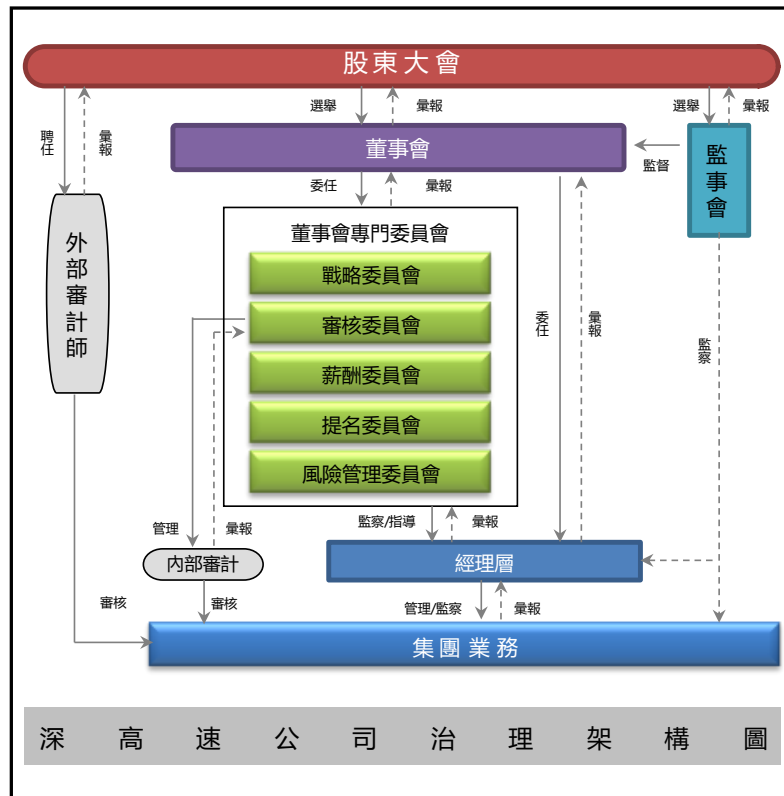 股東大會
選舉
彙報
選舉
彙報
聘任
彙報
董事會
監督
監事會
委任
彙報
外部審計師
董事會專門委員會
戰略委員會
審核委員會
薪酬委員會
提名委員會
風險管理委員會
委任
彙報
監察
管理
彙報
監察/指導
彙報
內部審計
經理層
審核
審核
管理/監察
彙報
集團業務
深高速公司治理架構圖